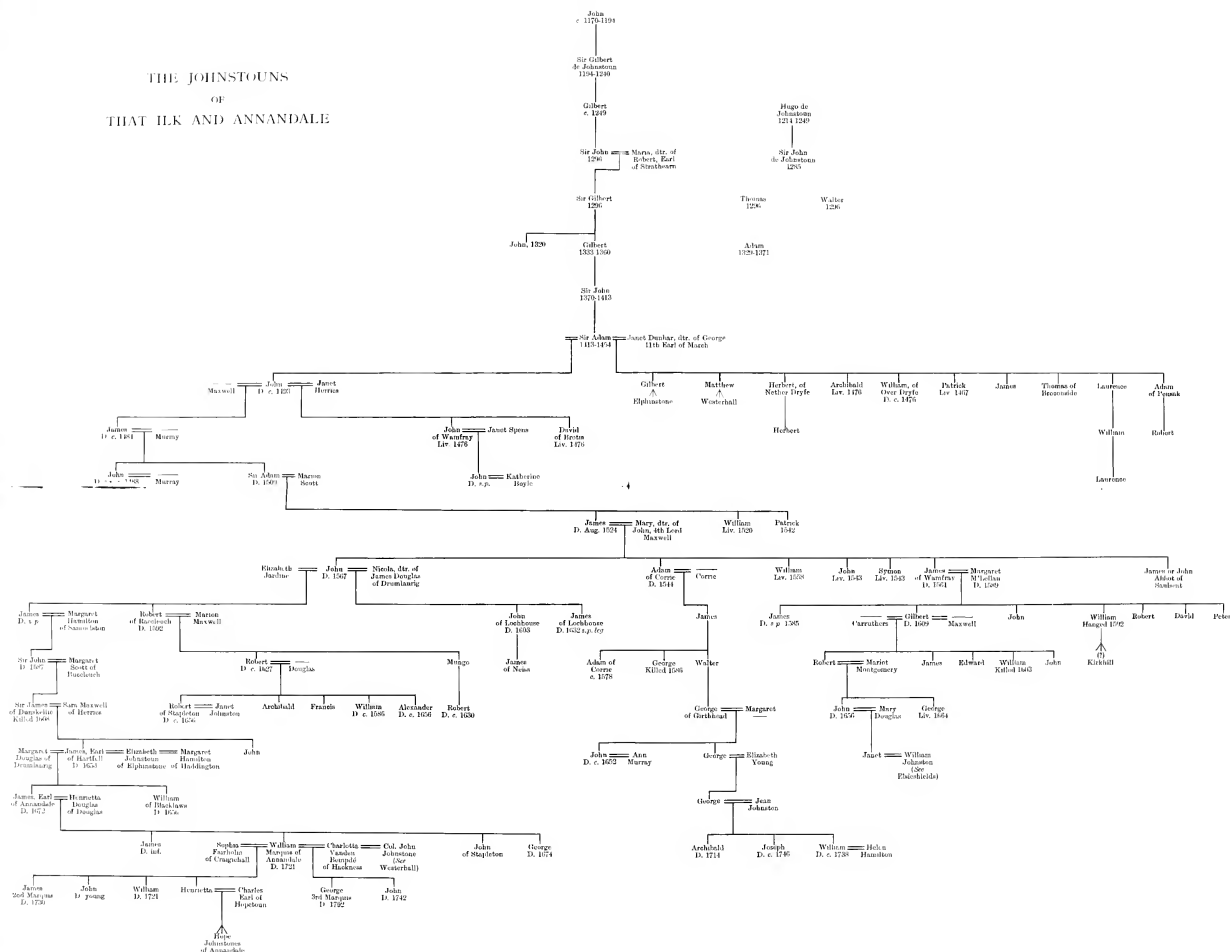 THE JOHNSTOUNS
OF
THAT ILK AND ANNANDALE
John
c. 1170-1194
Sir Gilbert
de Johnstoun
1194-1240
Gilbert
c. 1249
Hugo de
Johnstoun
1214-1249
Sir John
1296
Maria, dtr. of
Robert, Earl
of Strathearn
Sir John
de Johnstoun
1285
Sir Gilbert
1296
Thomas
1296
Walter
1296
John, 1320
Gilbert
1333-1360
Adam
1329-1371
Sir John
1370-1413
Sir Adam
1413-1454
Janet Dunbar, dtr. of George
11th Earl of March
Maxwell
John
D. c. 1493
Janet
Herries
Gilbert
Elphinstone
Matthew
Westerhall
Herbert, of
Nether Dryfe
Archibald
Liv. 1476
William, of
Over Dryfe
D. c. 1476
Patrick
Liv. 1467
James
Thomas of
Brounside
Laurence
Adam
of Penuk
James
D. c. 1484
Murray
John
of Wamfray
Liv. 1476
Janet Spens
David
of Bretis
Liv. 1476
Herbert
William
Robert
John
Murray
Sir Adam
D. 1509
Marion
Scott
John
D. s.p.
Katherine
Boyle
Laurence
James
D. Aug. 1524
Mary, dtr. of
John, 4th Lord
Maxwell
William
Liv. 1520
Patrick
1542
Elizabeth
Jardine
John
D. 1567
Nicola, dtr. of
James Douglas
of Drumlanrig
Adam
of Corrie
D. 1544
Corrie
William
Liv. 1558
John
Liv. 1543
Symon
Liv. 1543
James
of Wamfray
D. 1561
Margaret
M'Lellan
D. 1589
James or John
Abbot of
Saulseat
James
D. s.p.
Margaret
Hamilton
of Samuelston
Robert
of Raecleuch
D. 1592
Marion
Maxwell
John
of Lochhouse
D. 1603
James
of Lochhouse
D. 1632 s.p. leg
James
James
D. s.p. 1585
Carruthers
Gilbert
D. 1609
Maxwell
John
William
Hanged 1592
Robert
David
Peter
(?)
Kirkhill
Sir John
D. 1587
Margaret
Scott of
Buccleuch
Robert
D. c. 1627
Douglas
Mungo
James
of Neiss
Adam of
Corrie
c. 1578
George
Killed 1586
Walter
Robert
Mariot
Montgomery
James
Edward
William
Killed 1603
John
Sir James
of Dunskellie
Killed 1608
Sara Maxwell
of Herries
Robert
of Stapleton
D. c. 1656
Janet
Johnston
Archibald
Francis
William
D. c. 1586
Alexander
D. c. 1656
Robert
D. c. 1630
George
of Girthhead
Margaret
John
D. 1656
Mary
Douglas
George
Liv. 1664
Margaret
Douglas of
Drumlanrig
James, Earl
of Hartfell
D. 1653
Elizabeth
Johnstoun
of Elphinstone
Margaret
Hamilton
of Haddington
John
John
D. c. 1652
Ann
Murray
George
Elizabeth
Young
Janet
William
Johnston
(See
Elsieshields)
James, Earl
of Annandale
D. 1672
Henrietta
Douglas
of Douglas
William
of Blacklaws
D. 1656
George
Jean
Johnston
James
D. inf.
Sophia
Fairholm
of Craigiehall
William
Marquis of
Annandale
D. 1721
Charlotta
Vanden
Bempdé
of Hackness
Col. John
Johnstone
(See
Westerhall)
John
of Stapleton
George
D. 1674
Archibald
D. 1714
Joseph
D. c. 1746
William
D. c. 1738
Helen
Hamilton
James
2nd Marquis
D. 1730
John
D. young
William
D. 1721
Henrietta
Charles
Earl of
Hopetoun
George
3rd Marquis
D. 1792
John
D. 1742
Hope
Johnstones
of Annandale